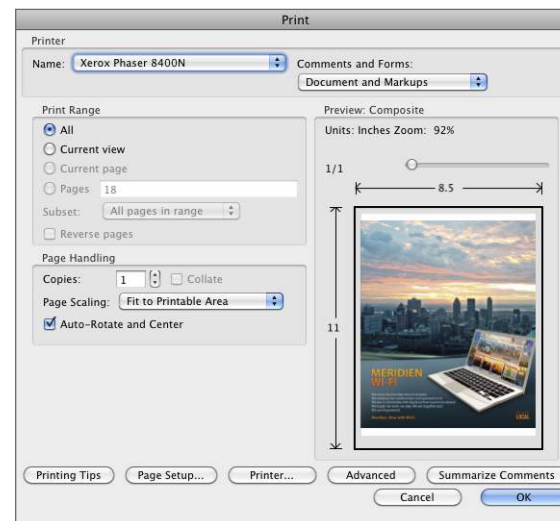 Print
Printer
Name: Xerox Phaser 8400N
Comments and Forms:
Document and Markups
Print Range
All
Current view
Current page
Pages 18
Subset: All pages in range
Reverse pages
Page Handling
Copies: 1 Collate
Page Scaling: Fit to Printable Area
Auto-Rotate and Center
Preview: Composite
Units: Inches Zoom: 92%
1/1
8.5
11
MERIDIEN
WI-FI
LOCAL
Printing Tips Page Setup... Printer... Advanced Summarize Comments
Cancel OK